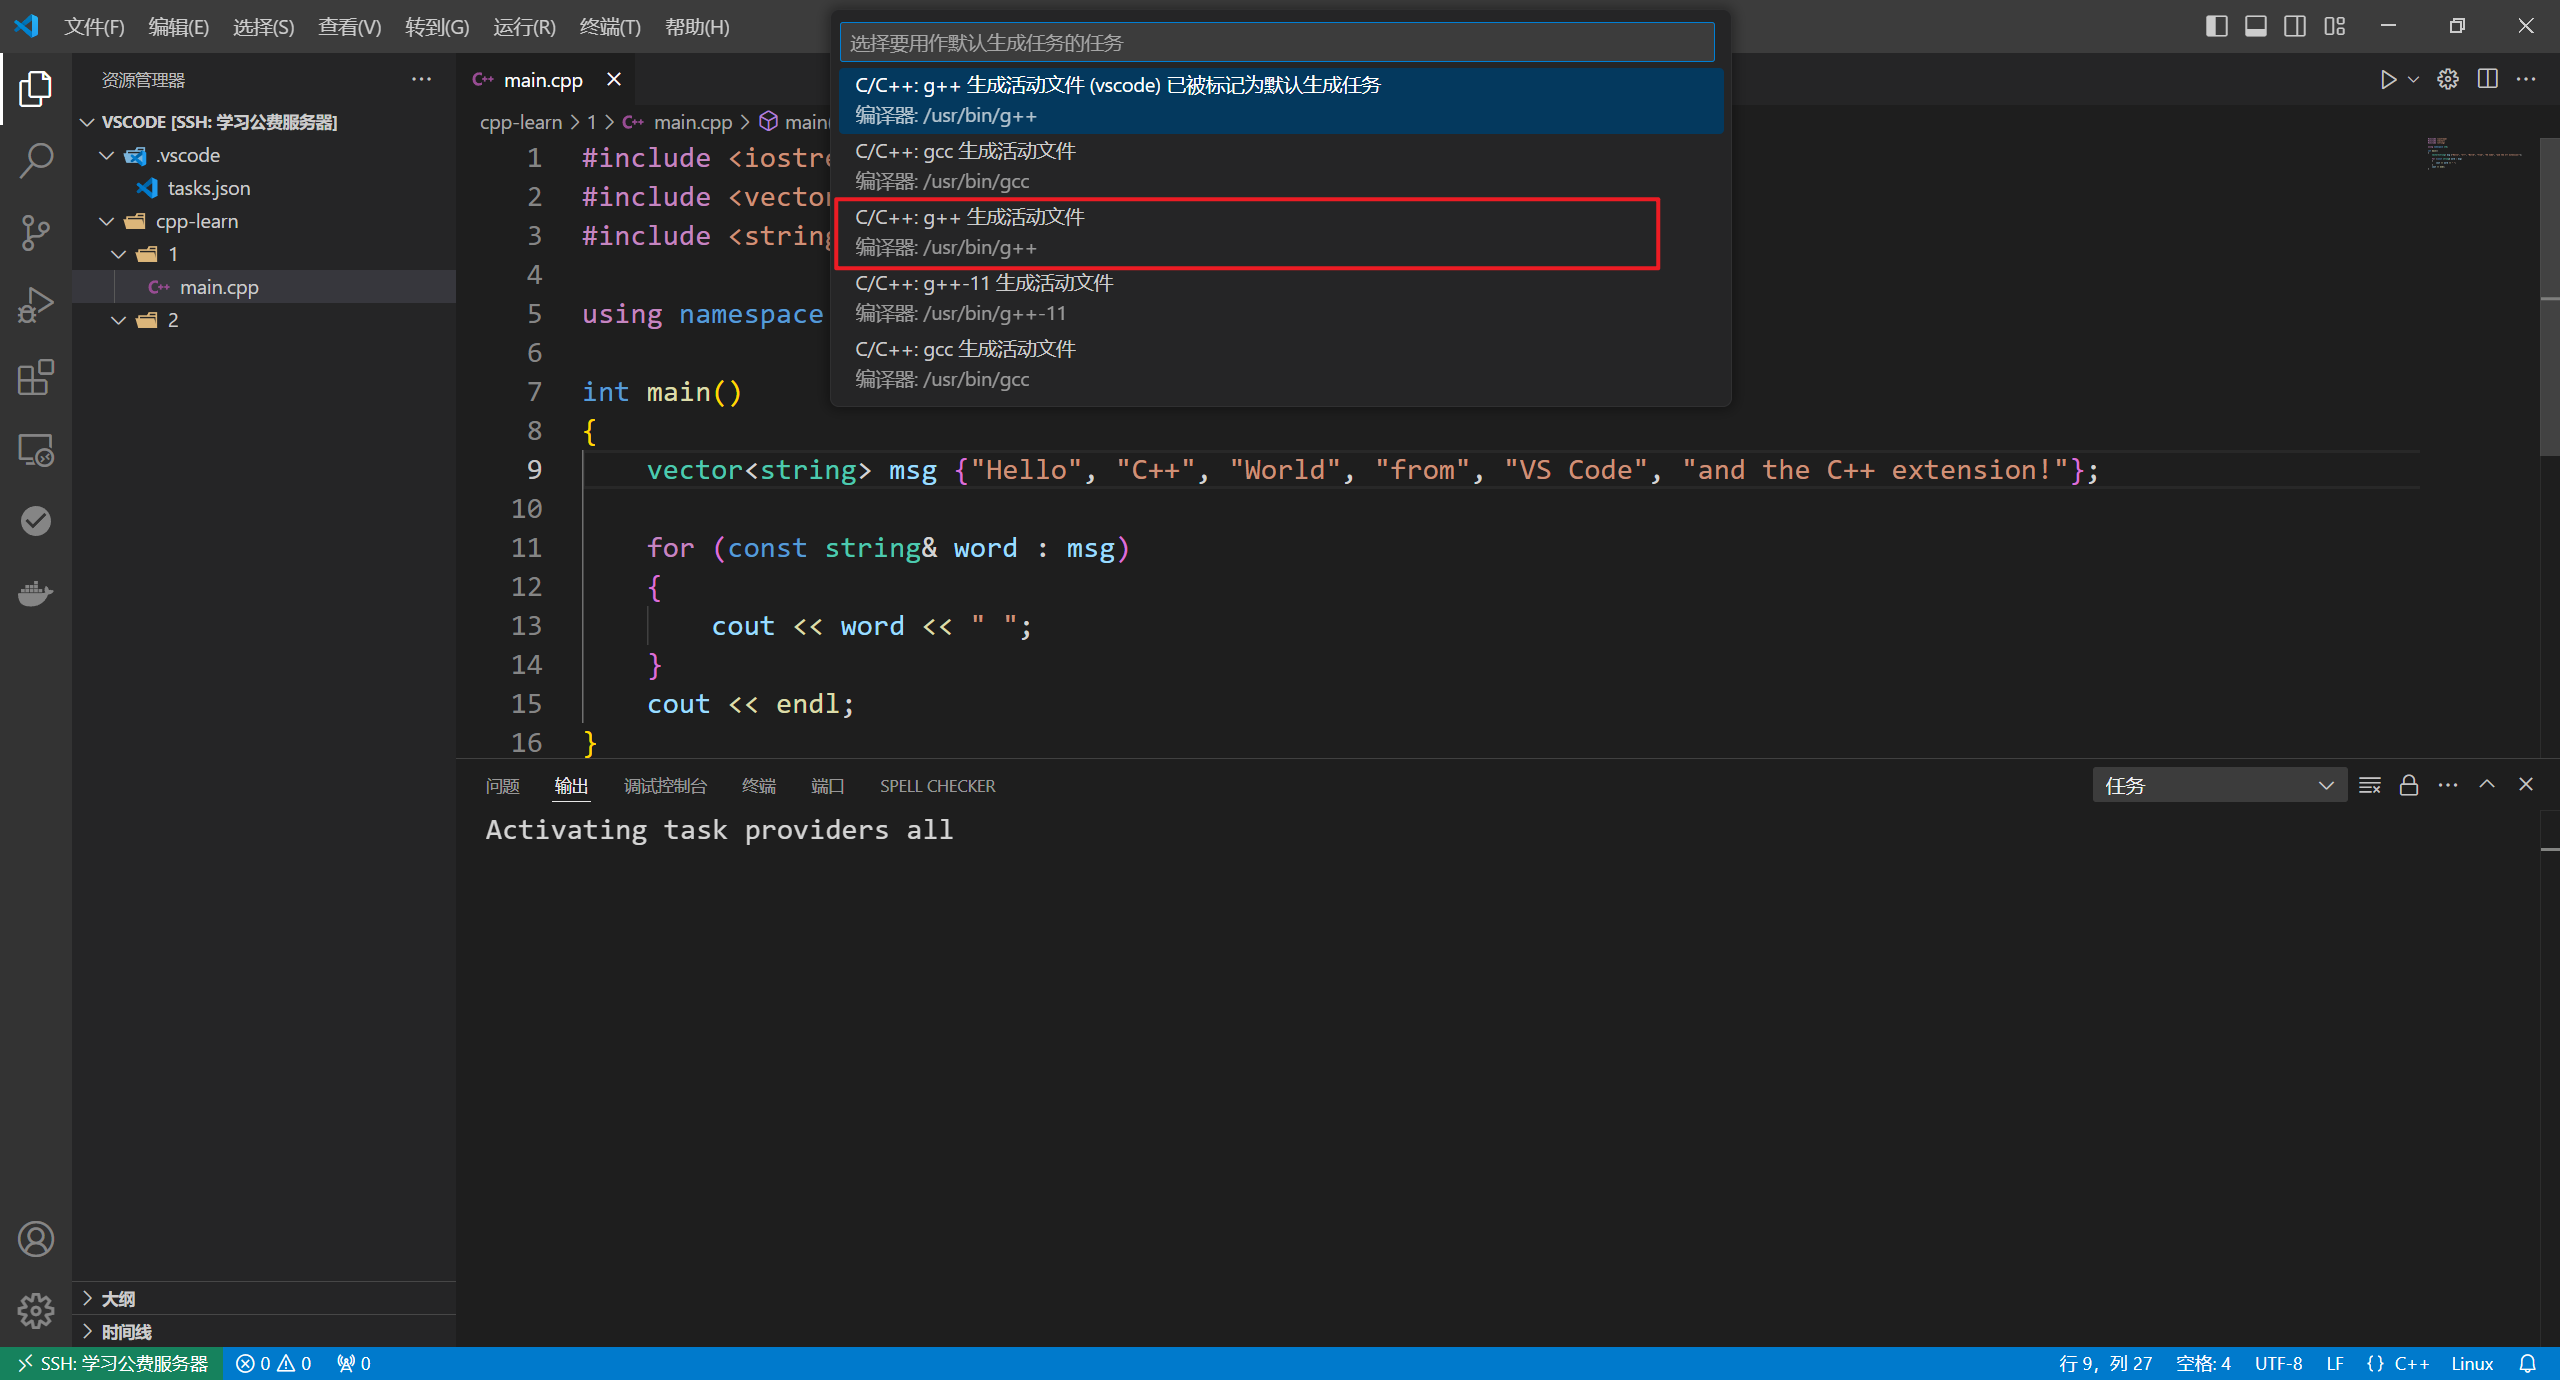 文件(F) 编辑(E) 选择(S) 查看(V) 转到(G) 运行(R) 终端(T) 帮助(H)
选择要用作默认生成任务的任务
C/C++: g++ 生成活动文件 (vscode) 已被标记为默认生成任务
编译器: /usr/bin/g++
C/C++: gcc 生成活动文件
编译器: /usr/bin/gcc
C/C++: g++ 生成活动文件
编译器: /usr/bin/g++
C/C++: g++-11 生成活动文件
编译器: /usr/bin/g++-11
C/C++: gcc 生成活动文件
编译器: /usr/bin/gcc
资源管理器
VSCODE [SSH: 学习公费服务器]
.vscode
tasks.json
cpp-learn
1
main.cpp
2
大纲
时间线
main.cpp
cpp-learn > 1 > main.cpp > main(
1 #include <iostre
2 #include <vector
3 #include <string
4
5 using namespace
6
7 int main()
8 {
9 vector<string> msg {"Hello", "C++", "World", "from", "VS Code", "and the C++ extension!"};
10
11 for (const string& word : msg)
12 {
13 cout << word << " ";
14 }
15 cout << endl;
16 }
问题 输出 调试控制台 终端 端口 SPELL CHECKER
任务
Activating task providers all
SSH: 学习公费服务器 0 0 0 行 9，列 27 空格: 4 UTF-8 LF {} C++ Linux